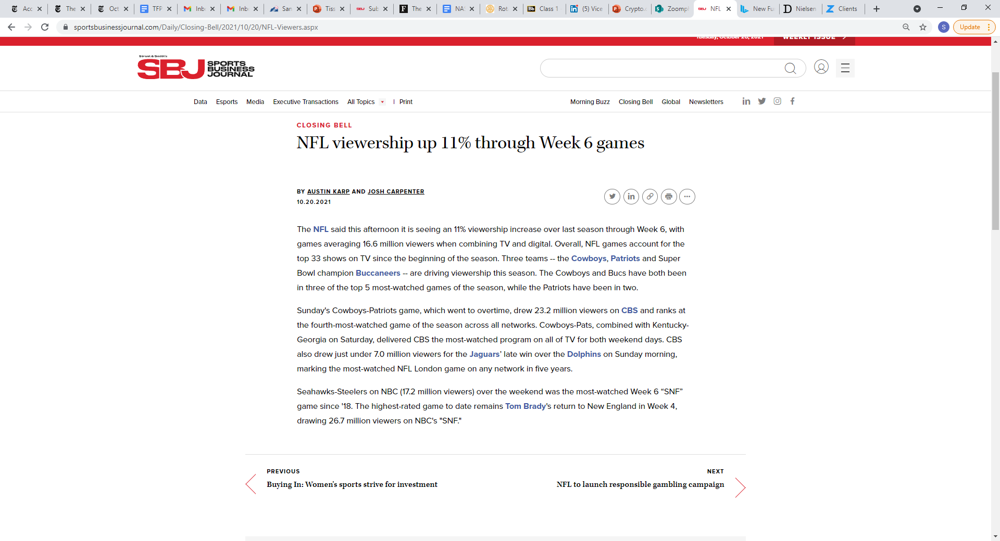 Acc
The
Oct
TFP
Inb
Inb
San
Tiss
SBJ Sub
F The
NAS
Rot
Bb Class 1
in (5) Vice
Crypto.c
Zoomph
SBJ NFL
New Fu
D Nielsen
Z Clients
sportsbusinessjournal.com/Daily/Closing-Bell/2021/10/20/NFL-Viewers.aspx
S
Update
Tuesday, October 26, 2021
WEEKLY ISSUE
Street & Smith's
SBJ SPORTS
BUSINESS
JOURNAL
Data Esports Media Executive Transactions All Topics | Print Morning Buzz Closing Bell Global Newsletters
CLOSING BELL
NFL viewership up 11% through Week 6 games
BY AUSTIN KARP AND JOSH CARPENTER
10.20.2021
The NFL said this afternoon it is seeing an 11% viewership increase over last season through Week 6, with
games averaging 16.6 million viewers when combining TV and digital. Overall, NFL games account for the
top 33 shows on TV since the beginning of the season. Three teams -- the Cowboys, Patriots and Super
Bowl champion Buccaneers -- are driving viewership this season. The Cowboys and Bucs have both been
in three of the top 5 most-watched games of the season, while the Patriots have been in two.
Sunday's Cowboys-Patriots game, which went to overtime, drew 23.2 million viewers on CBS and ranks at
the fourth-most-watched game of the season across all networks. Cowboys-Pats, combined with Kentucky-
Georgia on Saturday, delivered CBS the most-watched program on all of TV for both weekend days. CBS
also drew just under 7.0 million viewers for the Jaguars’ late win over the Dolphins on Sunday morning,
marking the most-watched NFL London game on any network in five years.
Seahawks-Steelers on NBC (17.2 million viewers) over the weekend was the most-watched Week 6 “SNF”
game since '18. The highest-rated game to date remains Tom Brady's return to New England in Week 4,
drawing 26.7 million viewers on NBC's "SNF."
PREVIOUS
Buying In: Women’s sports strive for investment
NEXT
NFL to launch responsible gambling campaign